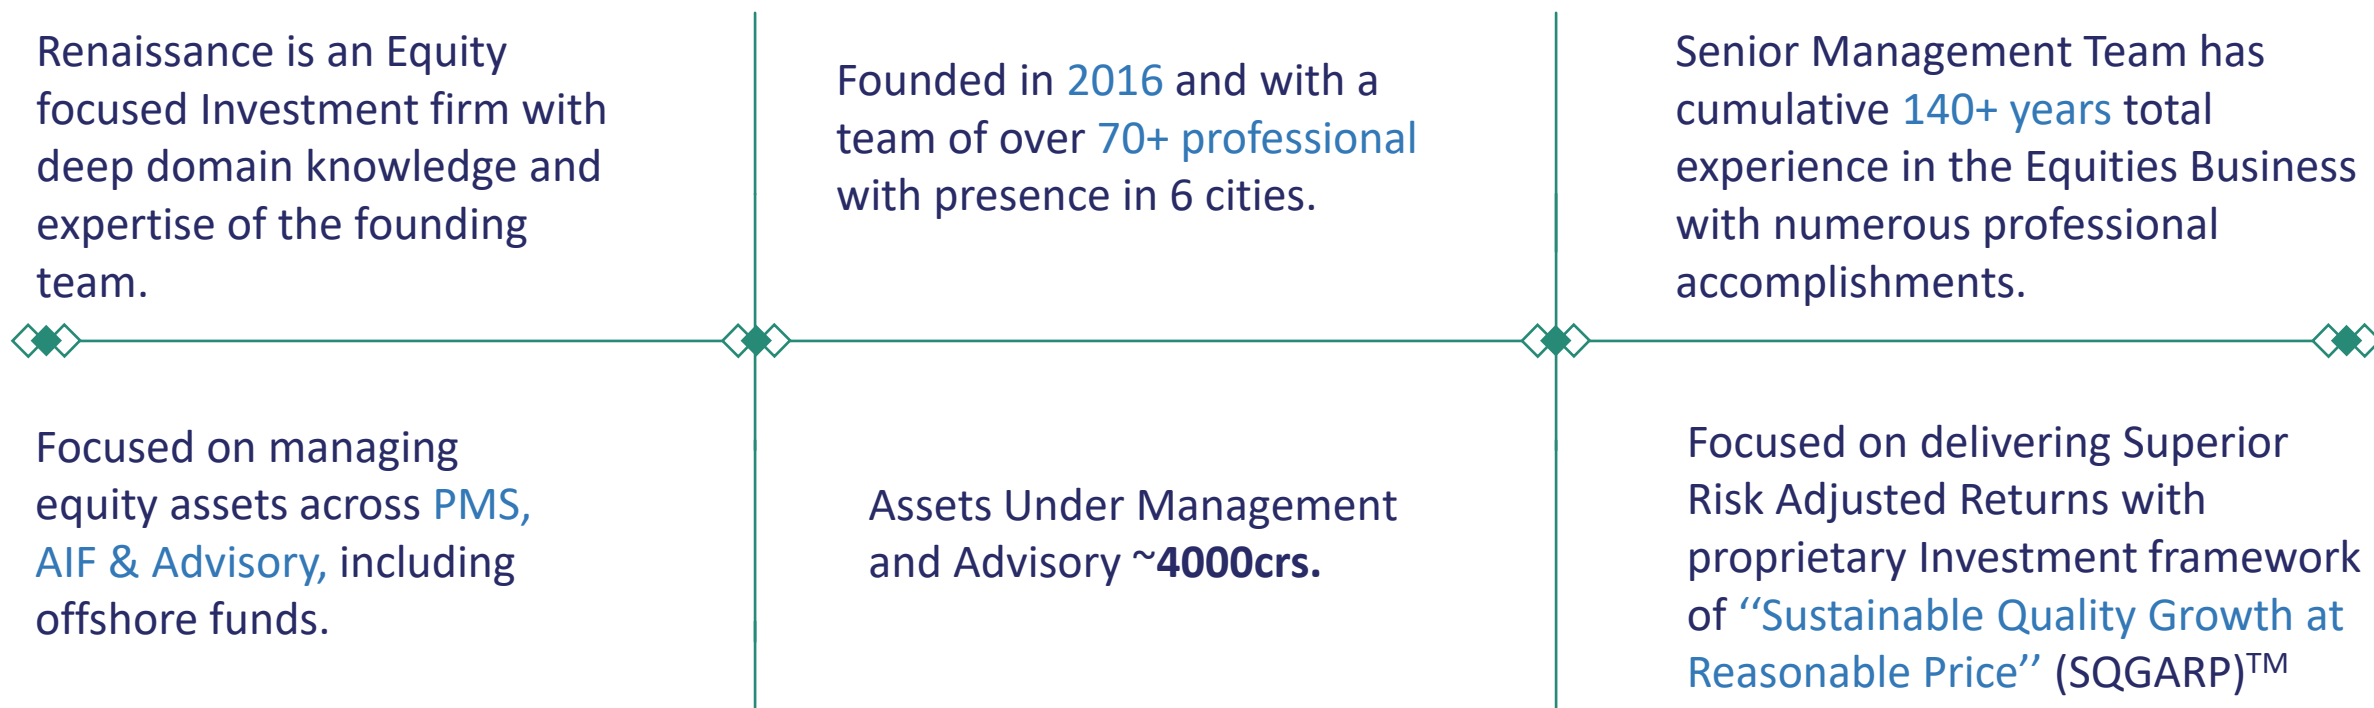 Renaissance is an Equity
focused Investment firm with
deep domain knowledge and
expertise of the founding
team.
Founded in 2016 and with a
team of over 70+ professional
with presence in 6 cities.
Senior Management Team has
cumulative 140+ years total
experience in the Equities Business
with numerous professional
accomplishments.
Focused on managing
equity assets across PMS,
AIF & Advisory, including
offshore funds.
Assets Under Management
and Advisory ~4000crs.
Focused on delivering Superior
Risk Adjusted Returns with
proprietary Investment framework
of ‘‘Sustainable Quality Growth at
Reasonable Price’’ (SQGARP)™